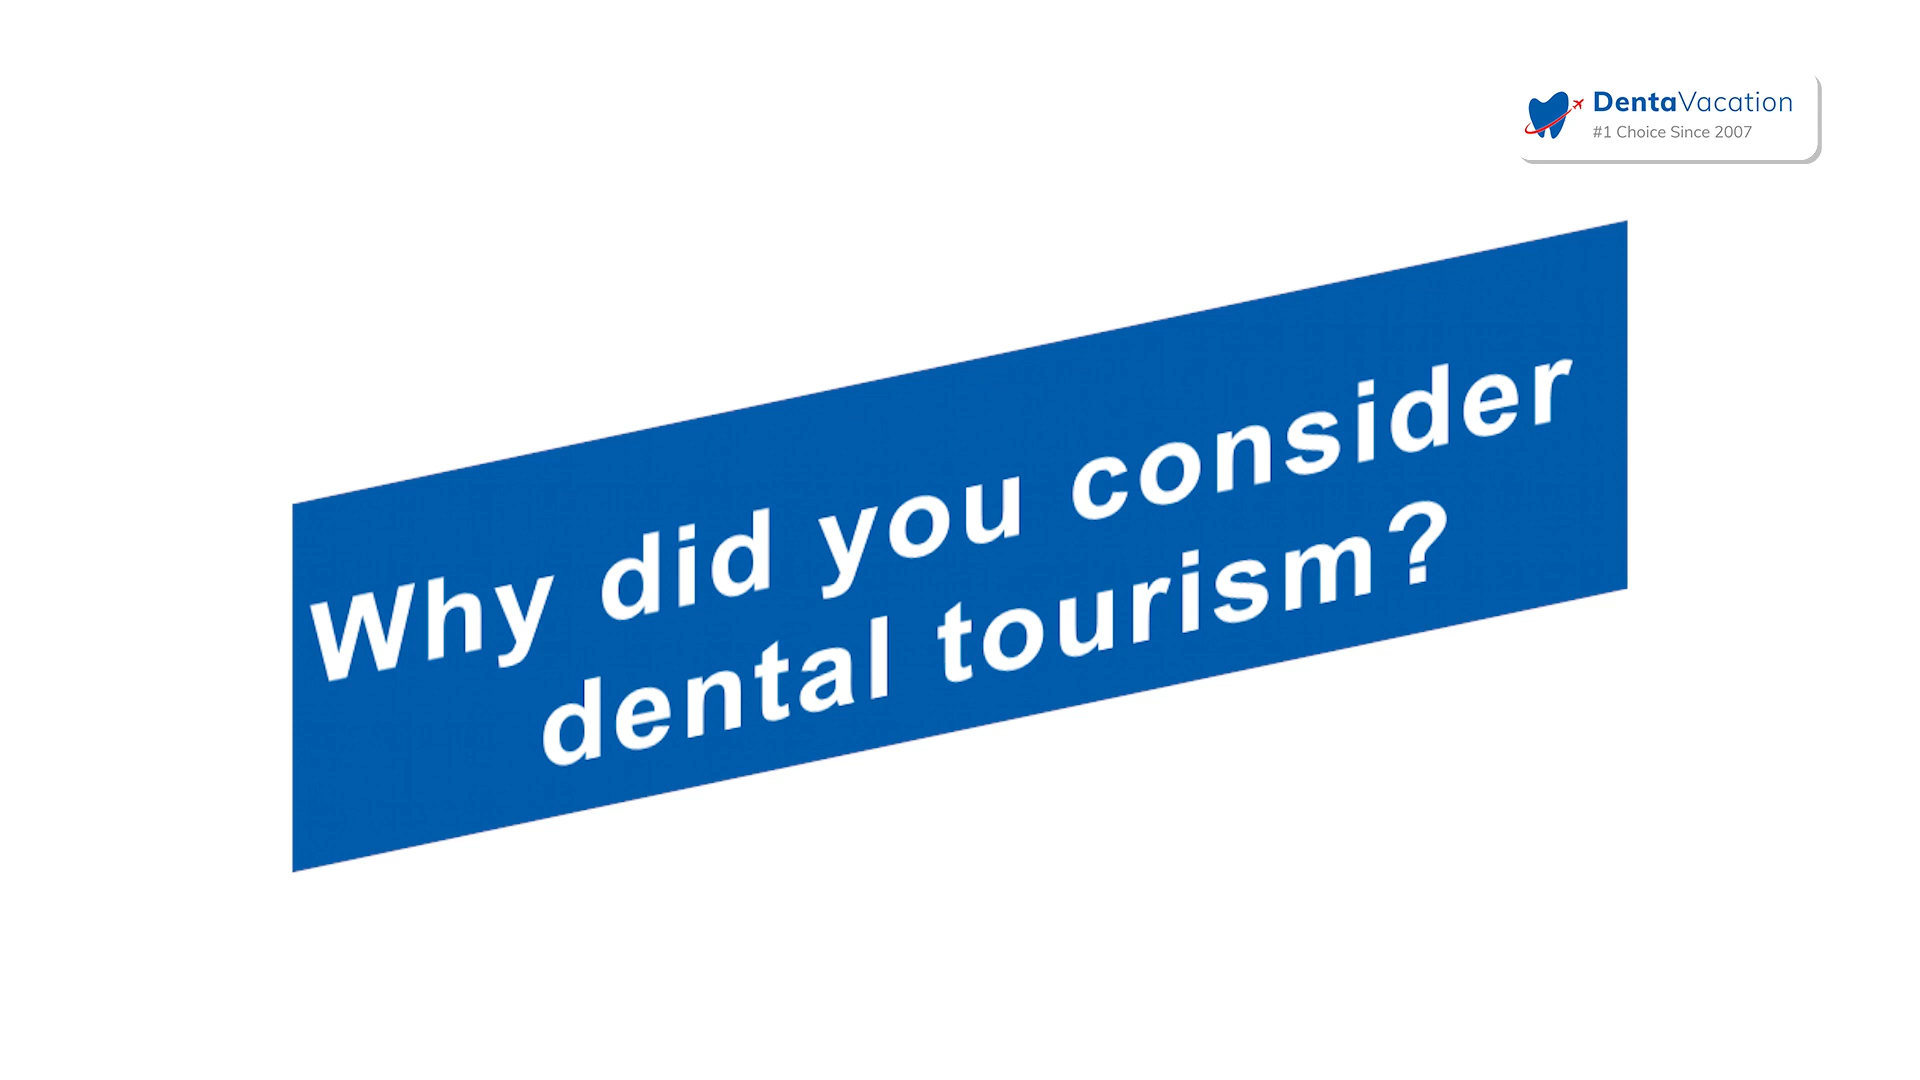 DentaVacation
#1 Choice Since 2007
Why did you consider
dental tourism?